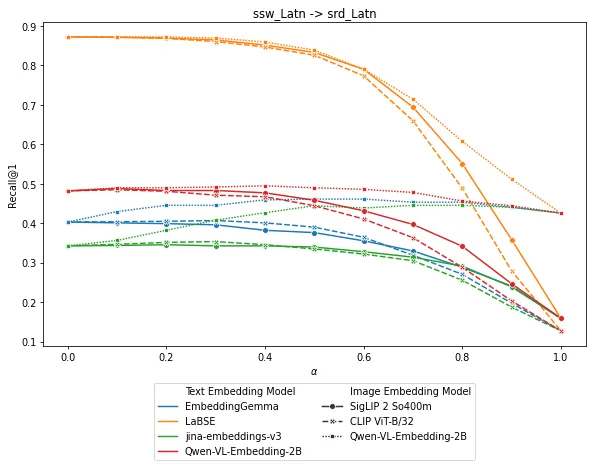 ssw_Latn -> srd_Latn
Recall@1
0.9
0.8
0.7
0.6
0.5
0.4
0.3
0.2
0.1
0.0 0.2 0.4 0.6 0.8 1.0
α
Text Embedding Model
EmbeddingGemma
LaBSE
jina-embeddings-v3
Qwen-VL-Embedding-2B
Image Embedding Model
SigLIP 2 So400m
CLIP ViT-B/32
Qwen-VL-Embedding-2B